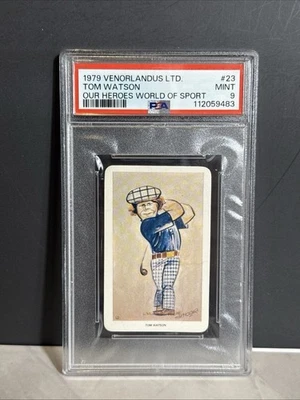 1979 VENORLANDUS LTD. #23
TOM WATSON MINT
OUR HEROES WORLD OF SPORT 9
PSA 112059483
TOM WATSON